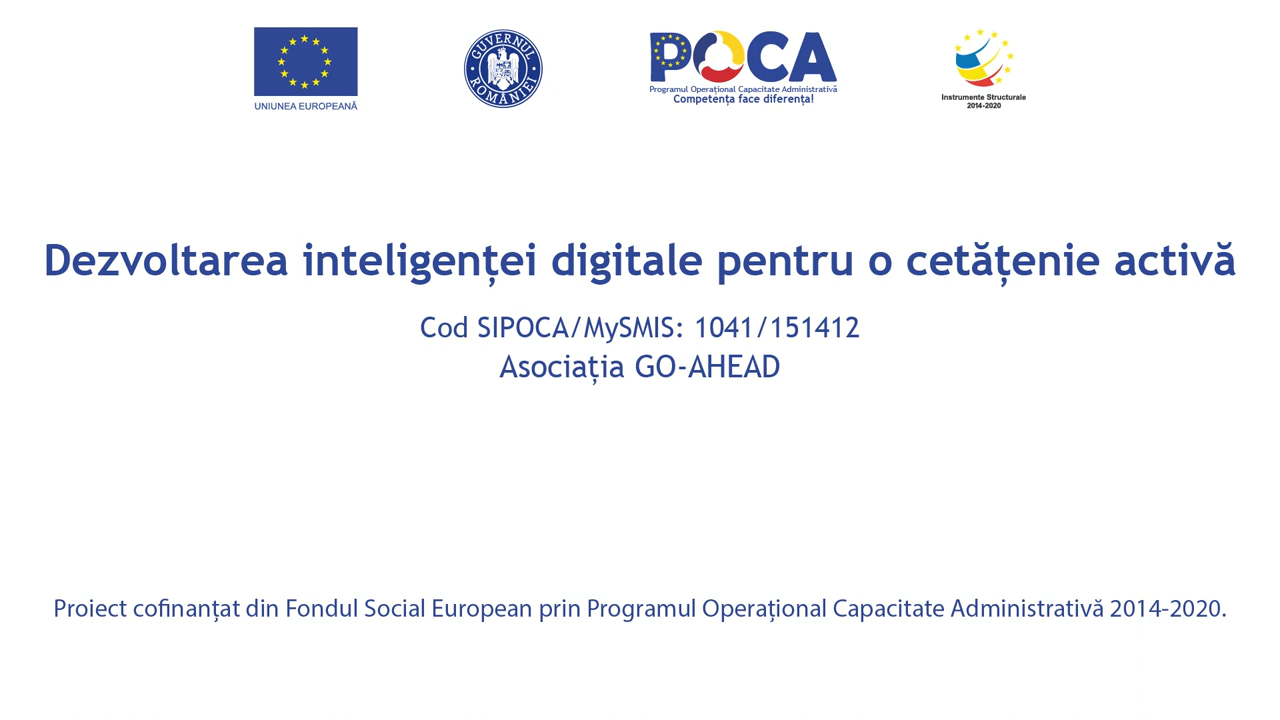 UNIUNEA EUROPEANĂ
GUVERNUL ROMÂNIEI
POCA
Programul Operațional Capacitate Administrativă
Competența face diferența!
Instrumente Structurale
2014-2020
Dezvoltarea inteligenței digitale pentru o cetățenie activă
Cod SIPOCA/MySMIS: 1041/151412
Asociația GO-AHEAD
Proiect cofinanțat din Fondul Social European prin Programul Operațional Capacitate Administrativă 2014-2020.